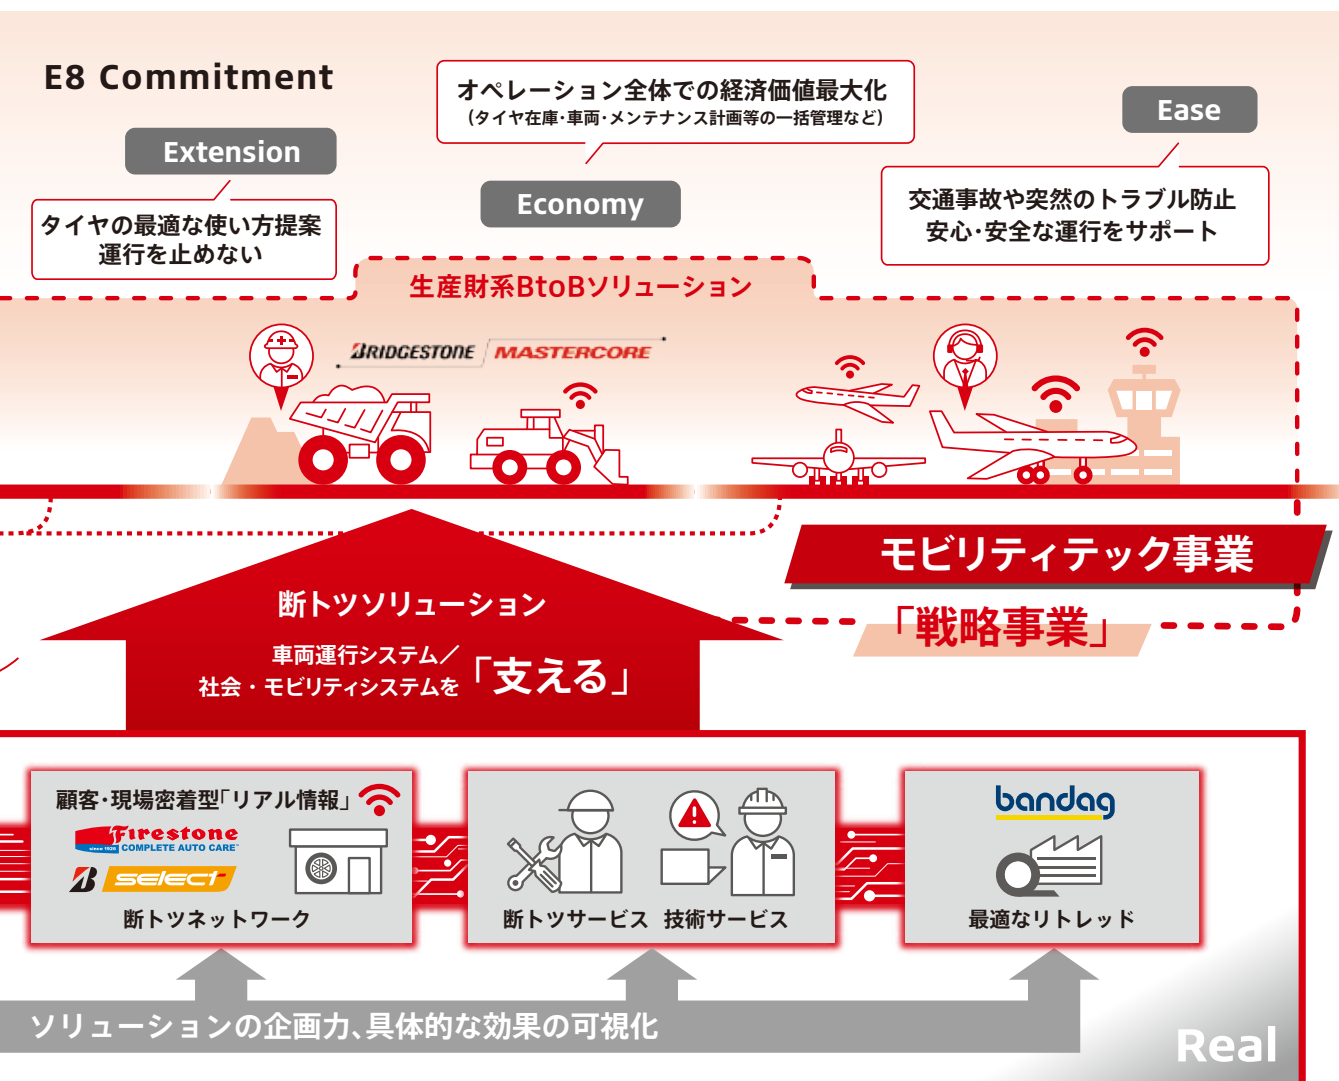 E8 Commitment
オペレーション全体での経済価値最大化
（タイヤ在庫・車両・メンテナンス計画等の一括管理など）
Ease
Extension
Economy
タイヤの最適な使い方提案
運行を止めない
交通事故や突然のトラブル防止
安心・安全な運行をサポート
生産財系BtoBソリューション
BRIDGESTONE MASTERCORE
モビリティテック事業
「戦略事業」
断トツソリューション
車両運行システム／
社会・モビリティシステムを「支える」
顧客・現場密着型「リアル情報」
Firestone
since 1926 COMPLETE AUTO CARE
select
断トツネットワーク
断トツサービス 技術サービス
bandag
最適なリトレッド
ソリューションの企画力、具体的な効果の可視化
Real